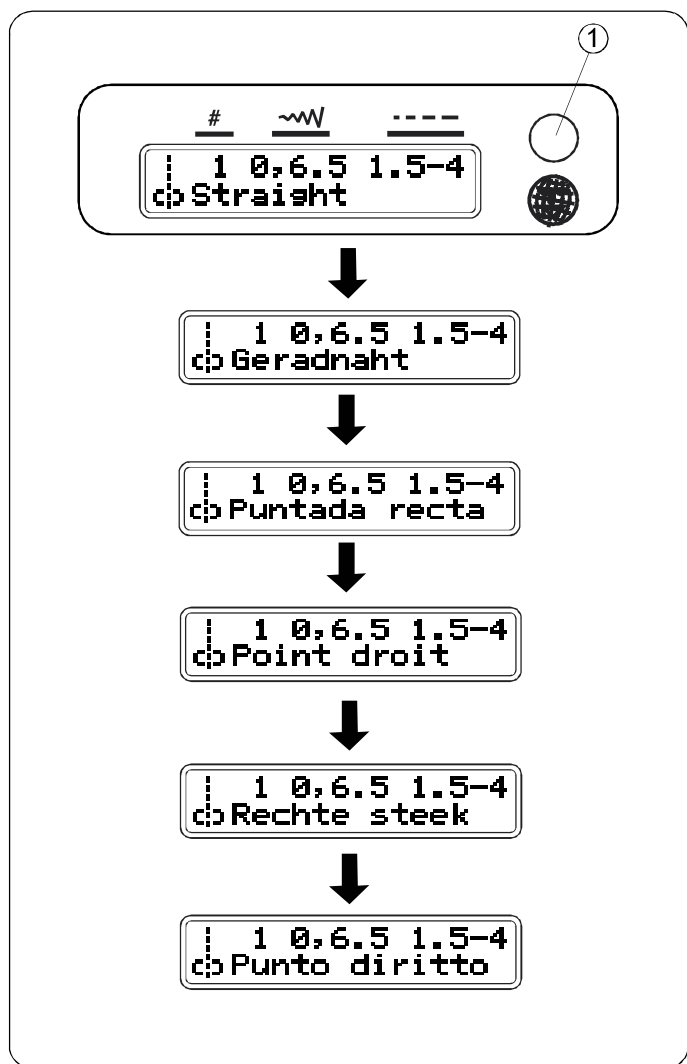 ①
#
1 0,6.5 1.5-4
Straight
1 0,6.5 1.5-4
Geradnaht
1 0,6.5 1.5-4
Puntada recta
1 0,6.5 1.5-4
Point droit
1 0,6.5 1.5-4
Rechte steek
1 0,6.5 1.5-4
Punto diritto